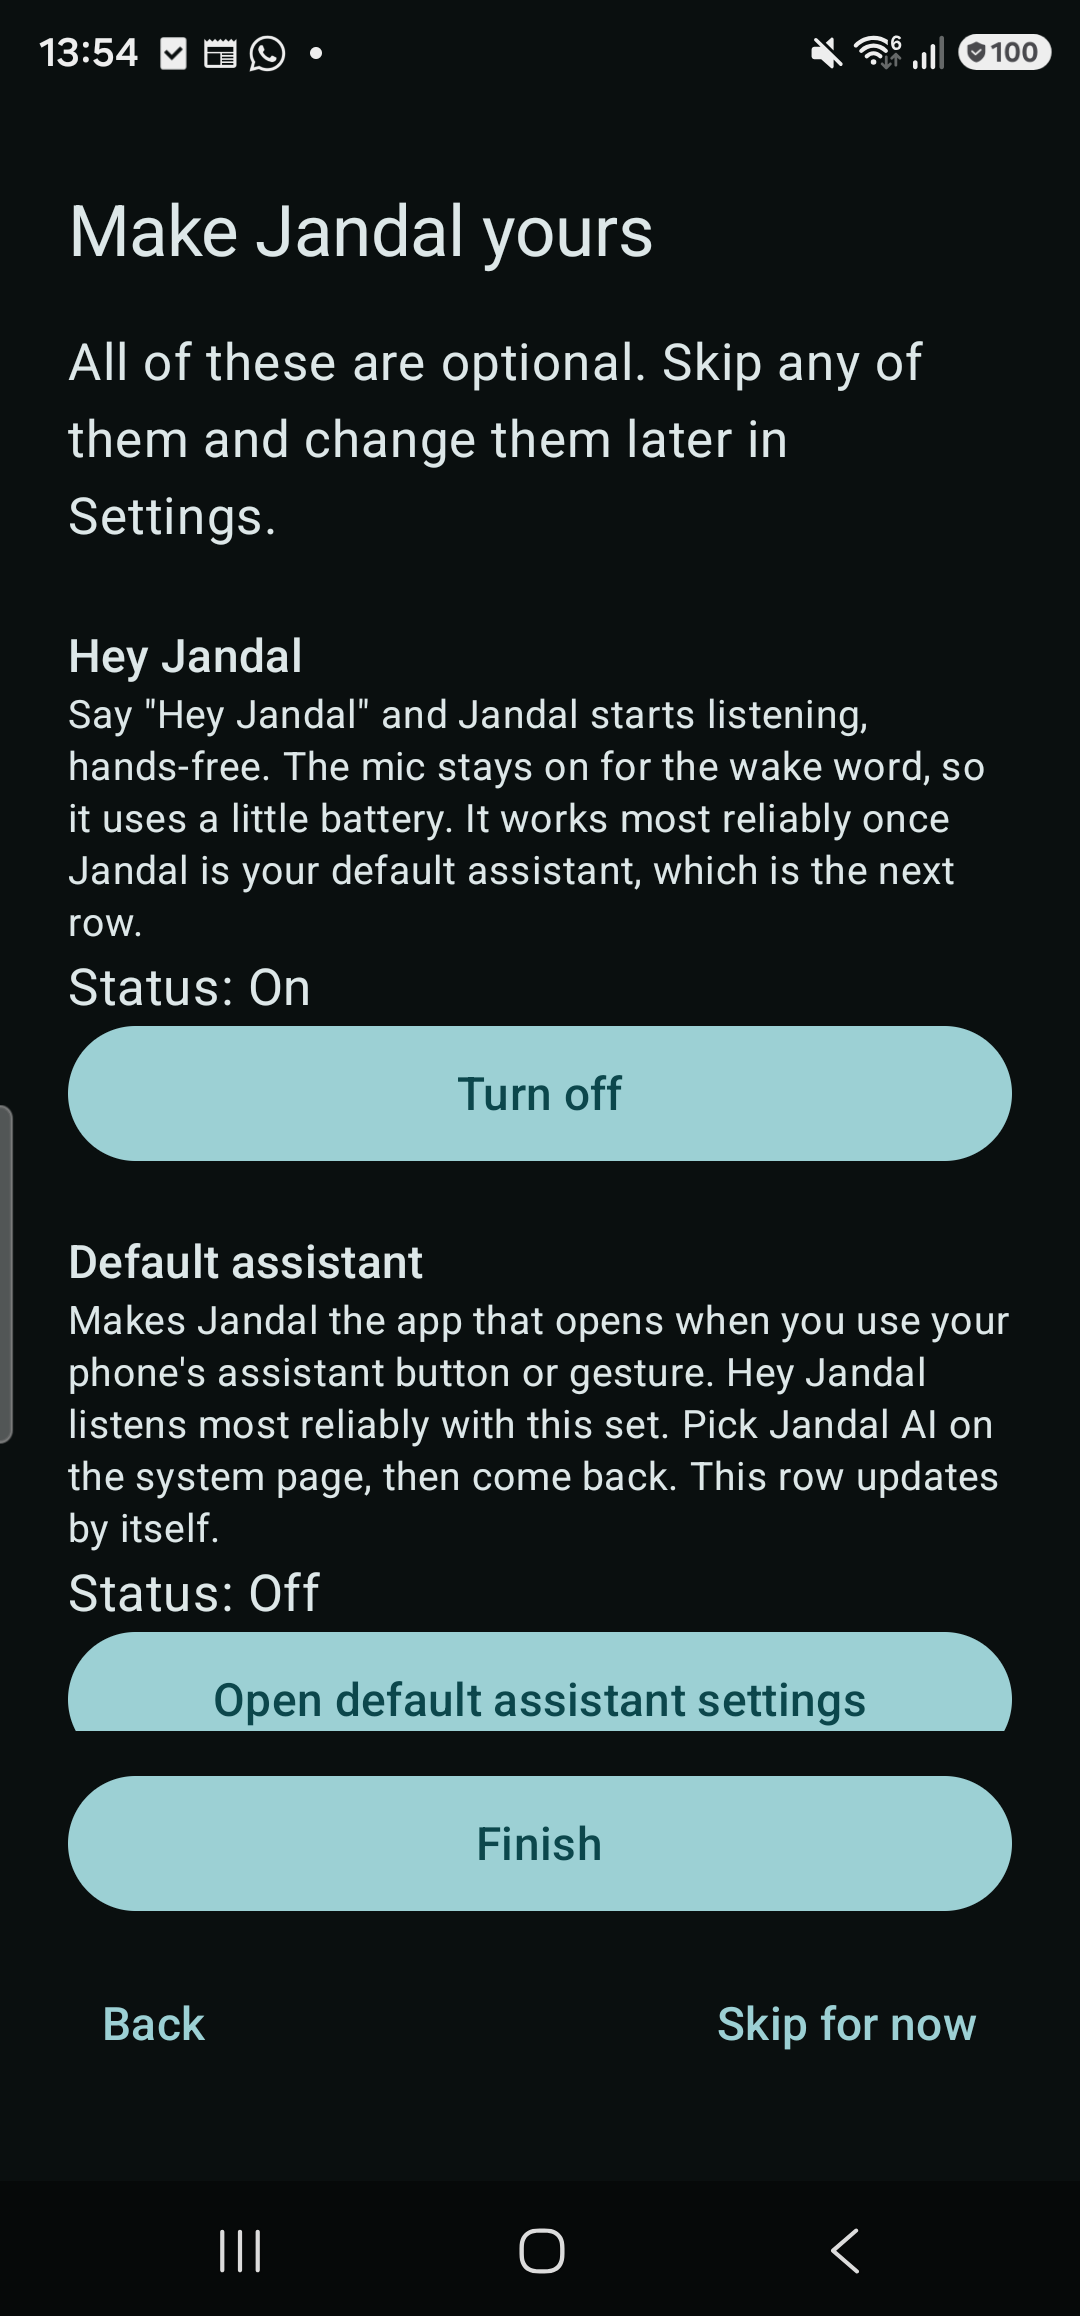 13:54
6
100
Make Jandal yours
All of these are optional. Skip any of
them and change them later in
Settings.
Hey Jandal
Say "Hey Jandal" and Jandal starts listening,
hands-free. The mic stays on for the wake word, so
it uses a little battery. It works most reliably once
Jandal is your default assistant, which is the next
row.
Status: On
Turn off
Default assistant
Makes Jandal the app that opens when you use your
phone's assistant button or gesture. Hey Jandal
listens most reliably with this set. Pick Jandal AI on
the system page, then come back. This row updates
by itself.
Status: Off
Open default assistant settings
Finish
Back
Skip for now